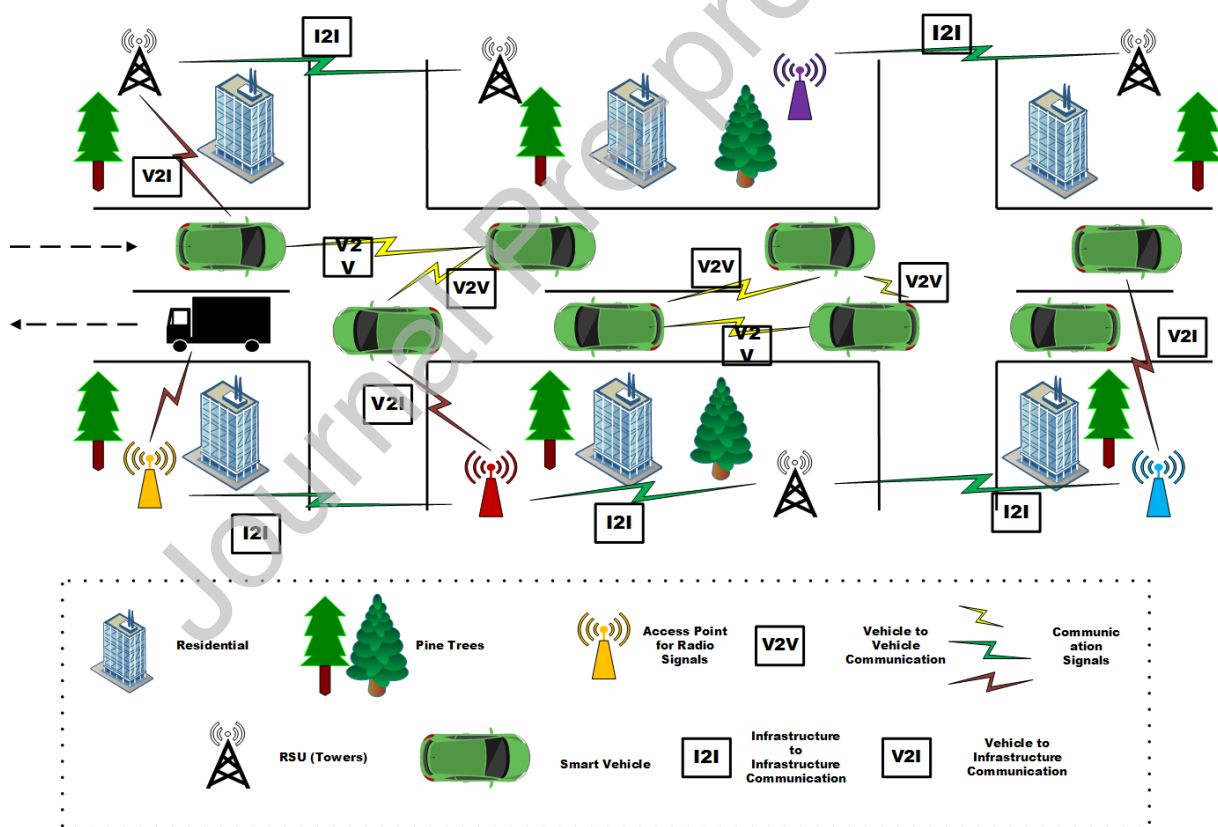 I2I
I2I
V2I
V2
V
V2V
V2V
V2V
V2
V
V2I
V2I
I2I
I2I
I2I
Journal Pre-pro
Residential
Pine Trees
Access Point
for Radio
Signals
V2V
Vehicle to
Vehicle
Communication
Communic
ation
Signals
RSU (Towers)
Smart Vehicle
I2I
Infrastructure
to
Infrastructure
Communication
V2I
Vehicle to
Infrastructure
Communication